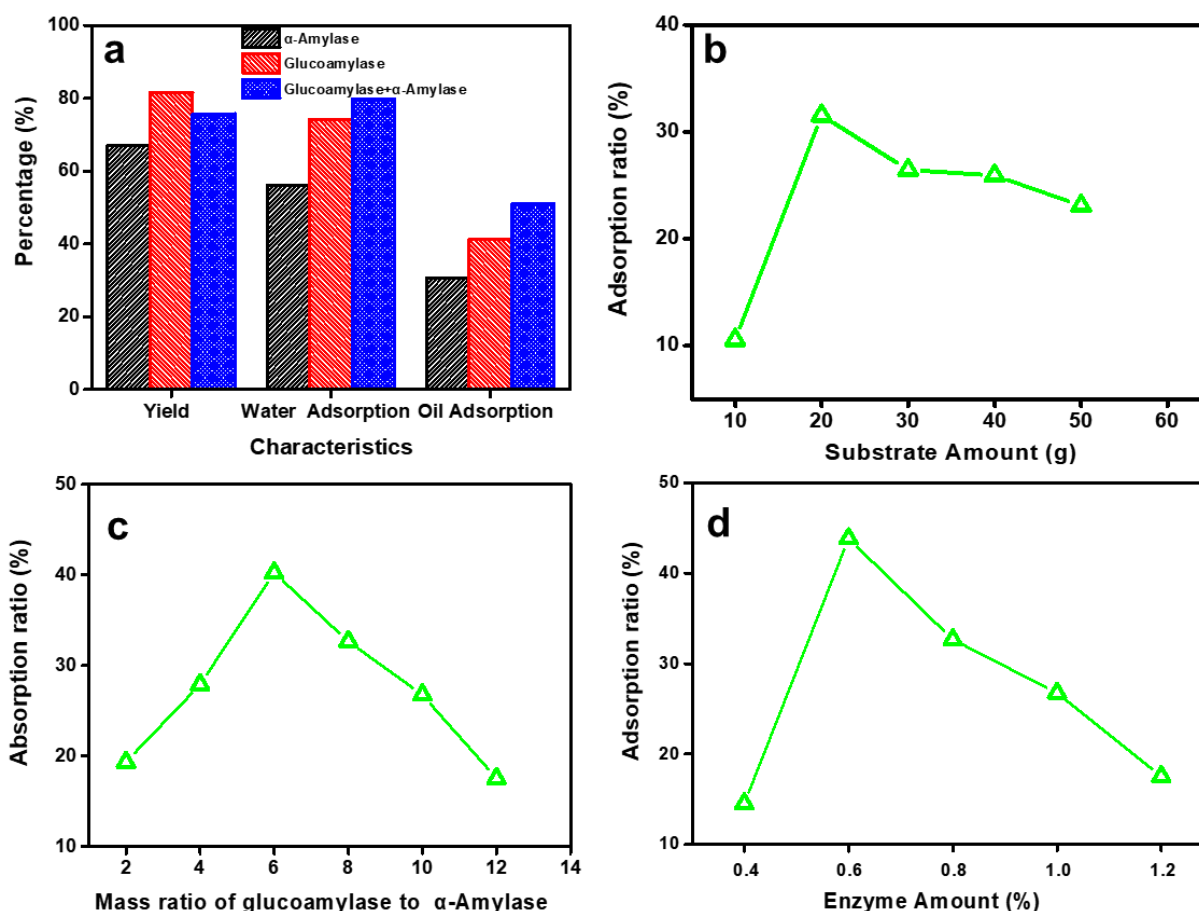 a
α-Amylase
Glucoamylase
Glucoamylase+α-Amylase
100
80
60
40
20
0
Percentage (%)
Yield Water Adsorption Oil Adsorption
Characteristics
b
40
30
20
10
Adsorption ratio (%)
10 20 30 40 50 60
Substrate Amount (g)
c
50
40
30
20
10
Absorption ratio (%)
2 4 6 8 10 12 14
Mass ratio of glucoamylase to α-Amylase
d
50
40
30
20
10
Adsorption ratio (%)
0.4 0.6 0.8 1.0 1.2
Enzyme Amount (%)